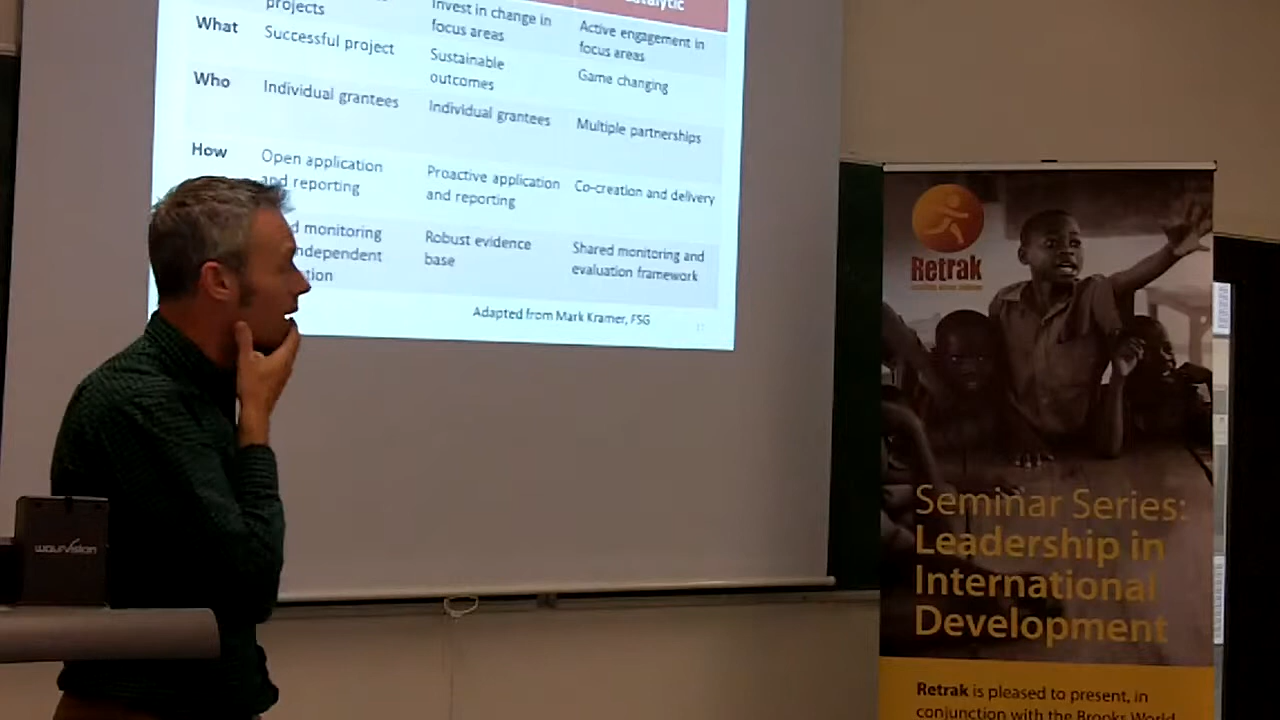 projects
Invest in change in
focus areas
Active engagement in
focus areas
What
Successful project
Sustainable
outcomes
Game changing
Who
Individual grantees
Individual grantees
Multiple partnerships
How
Open application
and reporting
Proactive application
and reporting
Co-creation and delivery
monitoring
Robust evidence
base
Shared monitoring and
evaluation framework
Adapted from Mark Kramer, FSG
Retrak
Seminar Series:
Leadership in
International
Development
Retrak is pleased to present, in
conjunction with the Brooks World
wolfvision